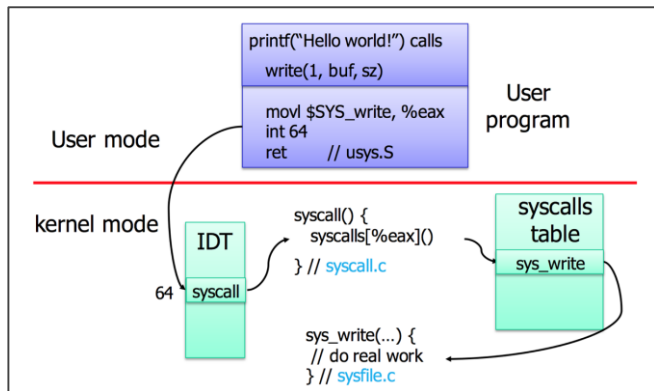 printf("Hello world!") calls
write(1, buf, sz)
movl $SYS_write, %eax
int 64
ret // usys.S
User
program
User mode
kernel mode
IDT
64
syscall
syscall() {
syscalls[%eax]()
} // syscall.c
syscalls
table
sys_write
sys_write(...) {
// do real work
} // sysfile.c